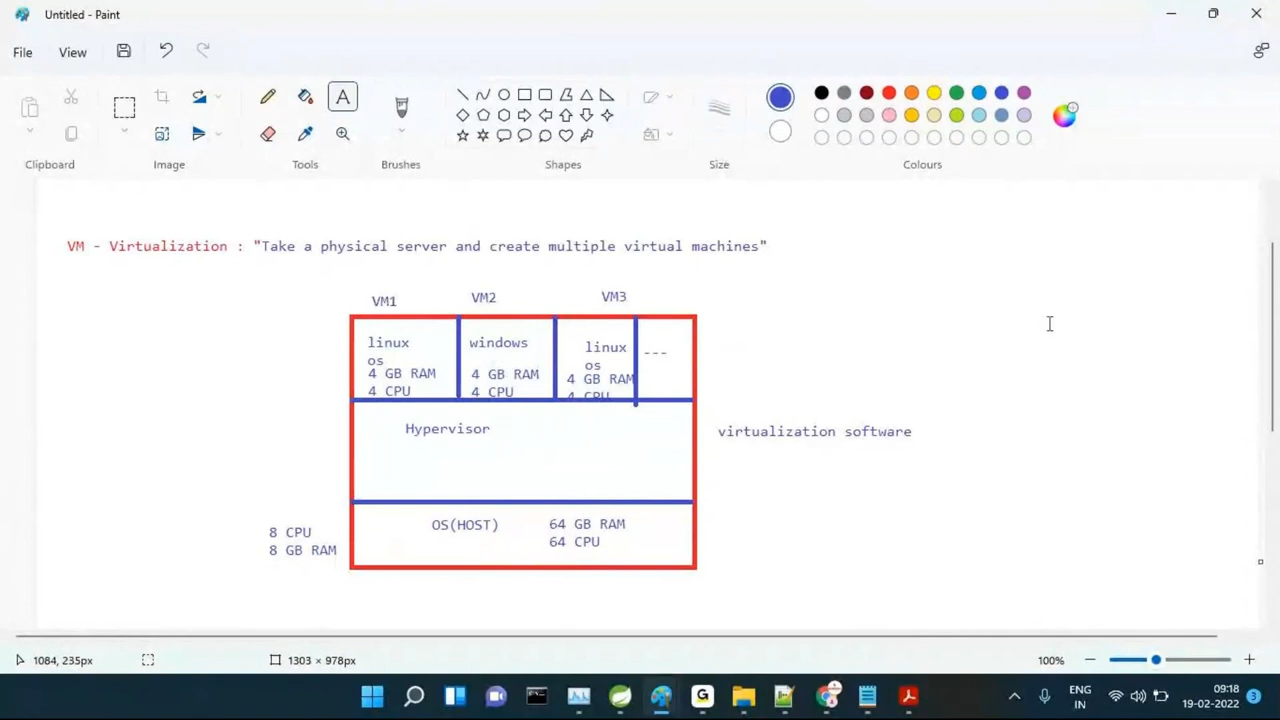 Untitled - Paint
File View
A
Clipboard
Image
Tools
Brushes
Shapes
Size
Colours
VM - Virtualization : "Take a physical server and create multiple virtual machines"
VM1 VM2 VM3
linux
os
4 GB RAM
4 CPU
windows
4 GB RAM
4 CPU
linux
os
4 GB RAM
4 CPU
---
Hypervisor
virtualization software
OS(HOST)
64 GB RAM
64 CPU
8 CPU
8 GB RAM
1084, 235px
1303 × 978px
100%
G
ENG
IN
09:18
19-02-2022
3